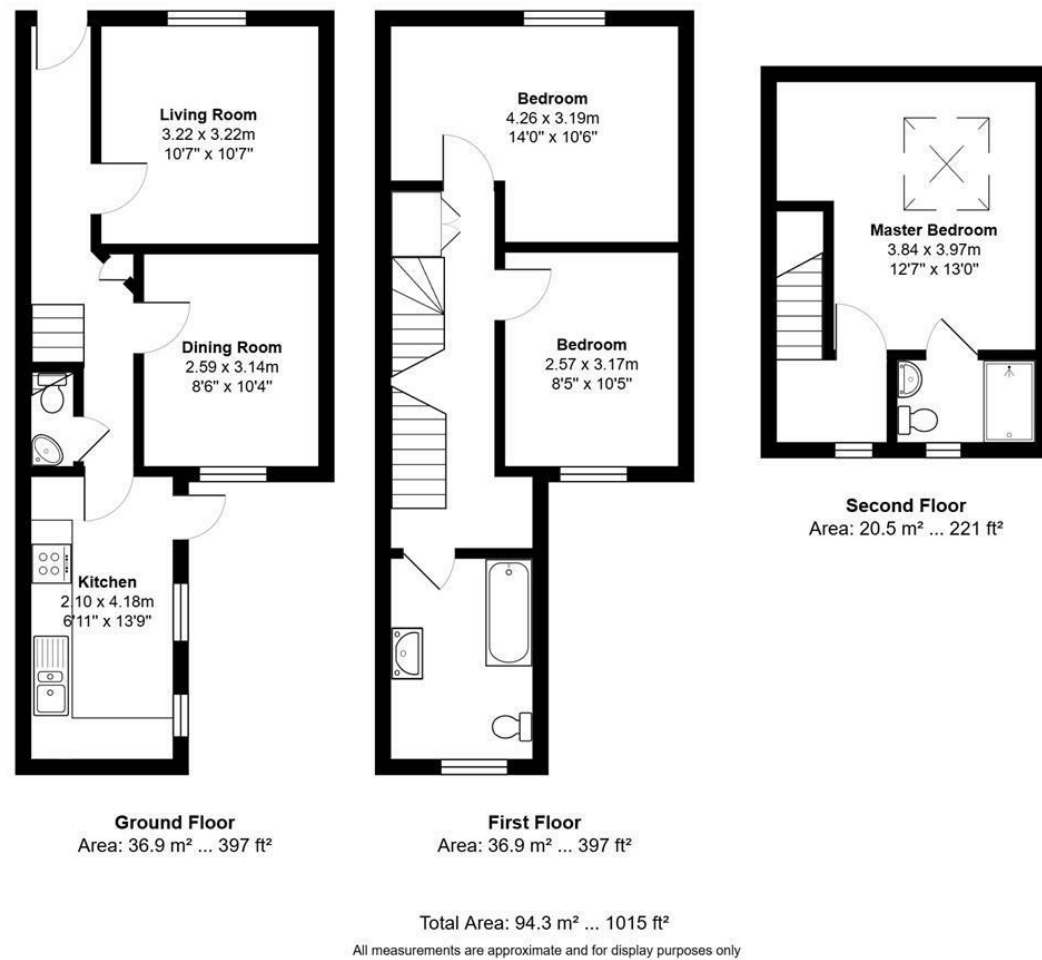 Living Room
3.22 x 3.22m
10'7" x 10'7"
Dining Room
2.59 x 3.14m
8'6" x 10'4"
Kitchen
2.10 x 4.18m
6'11" x 13'9"
Ground Floor
Area: 36.9 m² ... 397 ft²
Bedroom
4.26 x 3.19m
14'0" x 10'6"
Bedroom
2.57 x 3.17m
8'5" x 10'5"
First Floor
Area: 36.9 m² ... 397 ft²
Master Bedroom
3.84 x 3.97m
12'7" x 13'0"
Second Floor
Area: 20.5 m² ... 221 ft²
Total Area: 94.3 m² ... 1015 ft²
All measurements are approximate and for display purposes only